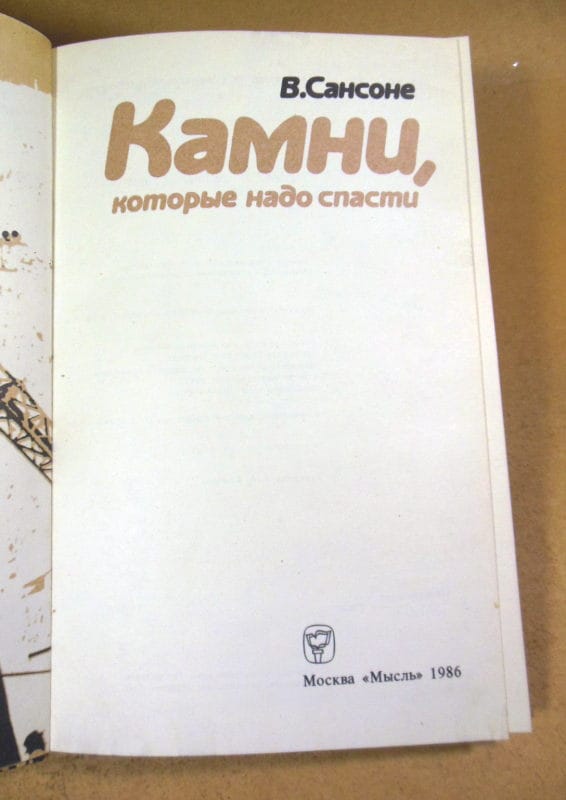 В.Сансоне
Камни,
которые надо спасти
Москва «Мысль» 1986